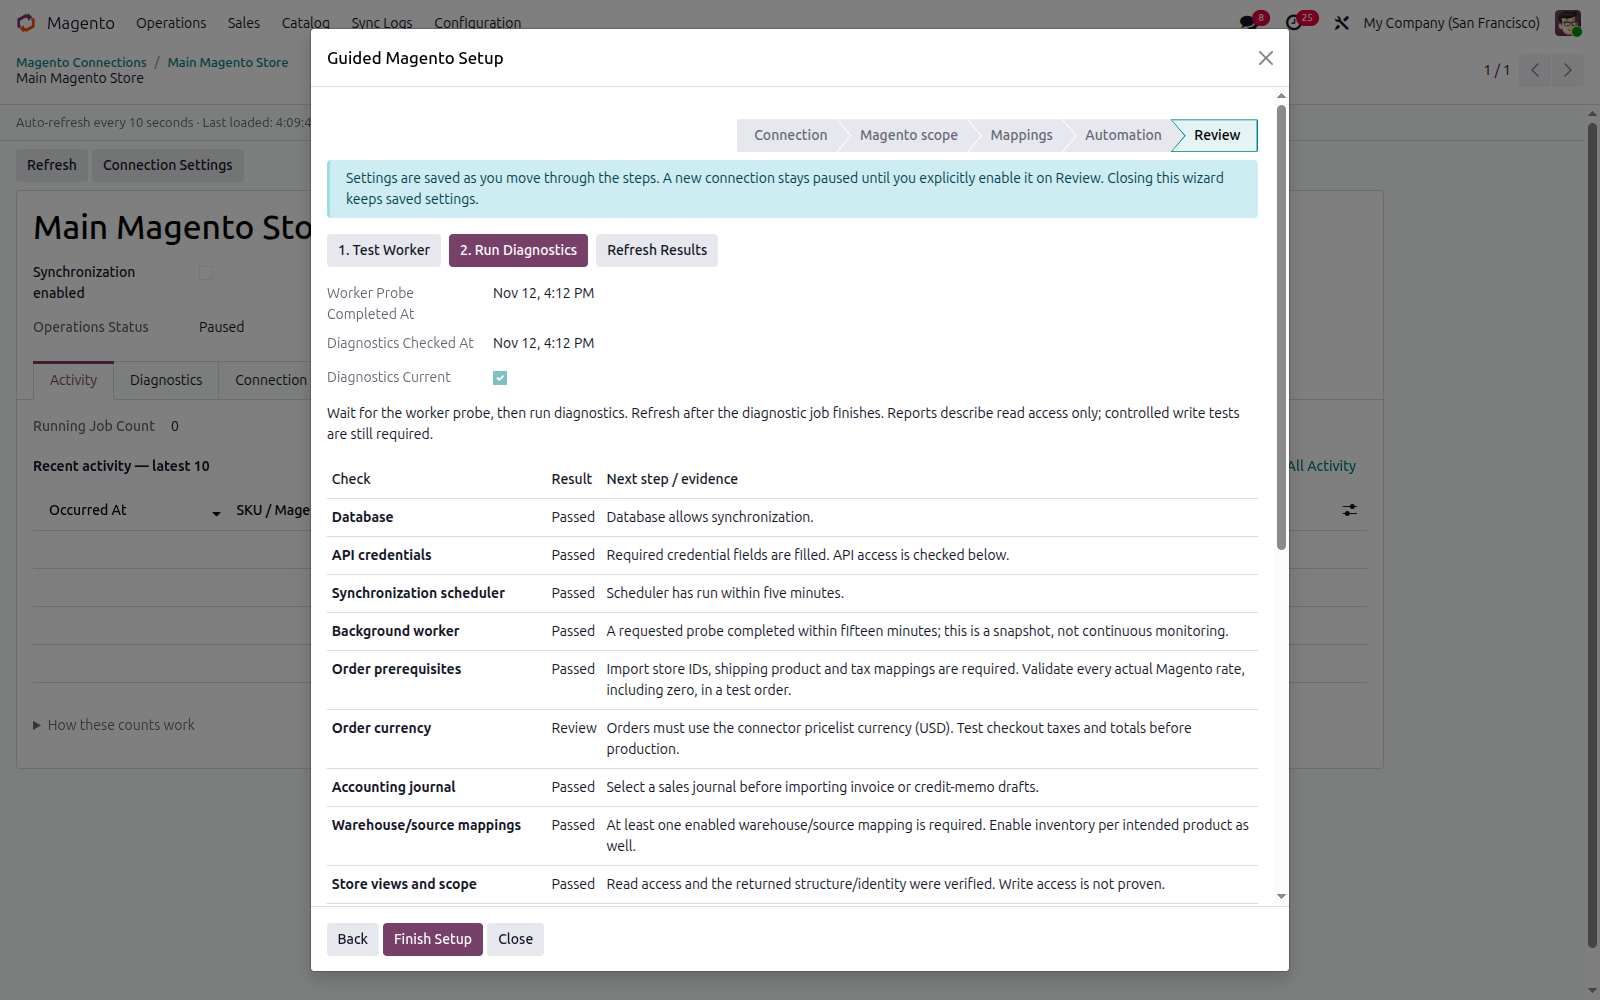 Magento
Operations
Sales
Catalog
Sync Logs
Configuration
8
25
My Company (San Francisco)
Magento Connections / Main Magento Store
Main Magento Store
1 / 1
Auto-refresh every 10 seconds · Last loaded: 4:09:4
Refresh
Connection Settings
Main Magento Sto
Synchronization
enabled
Operations Status
Paused
Activity
Diagnostics
Connection
Running Job Count
0
Recent activity — latest 10
All Activity
Occurred At
SKU / Mage
How these counts work
Guided Magento Setup
Connection
Magento scope
Mappings
Automation
Review
Settings are saved as you move through the steps. A new connection stays paused until you explicitly enable it on Review. Closing this wizard
keeps saved settings.
1. Test Worker
2. Run Diagnostics
Refresh Results
Worker Probe
Completed At
Nov 12, 4:12 PM
Diagnostics Checked At
Nov 12, 4:12 PM
Diagnostics Current
Wait for the worker probe, then run diagnostics. Refresh after the diagnostic job finishes. Reports describe read access only; controlled write tests
are still required.
Check Result Next step / evidence
Database Passed Database allows synchronization.
API credentials Passed Required credential fields are filled. API access is checked below.
Synchronization scheduler Passed Scheduler has run within five minutes.
Background worker Passed A requested probe completed within fifteen minutes; this is a snapshot, not continuous monitoring.
Order prerequisites Passed Import store IDs, shipping product and tax mappings are required. Validate every actual Magento rate,
including zero, in a test order.
Order currency Review Orders must use the connector pricelist currency (USD). Test checkout taxes and totals before
production.
Accounting journal Passed Select a sales journal before importing invoice or credit-memo drafts.
Warehouse/source mappings Passed At least one enabled warehouse/source mapping is required. Enable inventory per intended product as
well.
Store views and scope Passed Read access and the returned structure/identity were verified. Write access is not proven.
Back
Finish Setup
Close